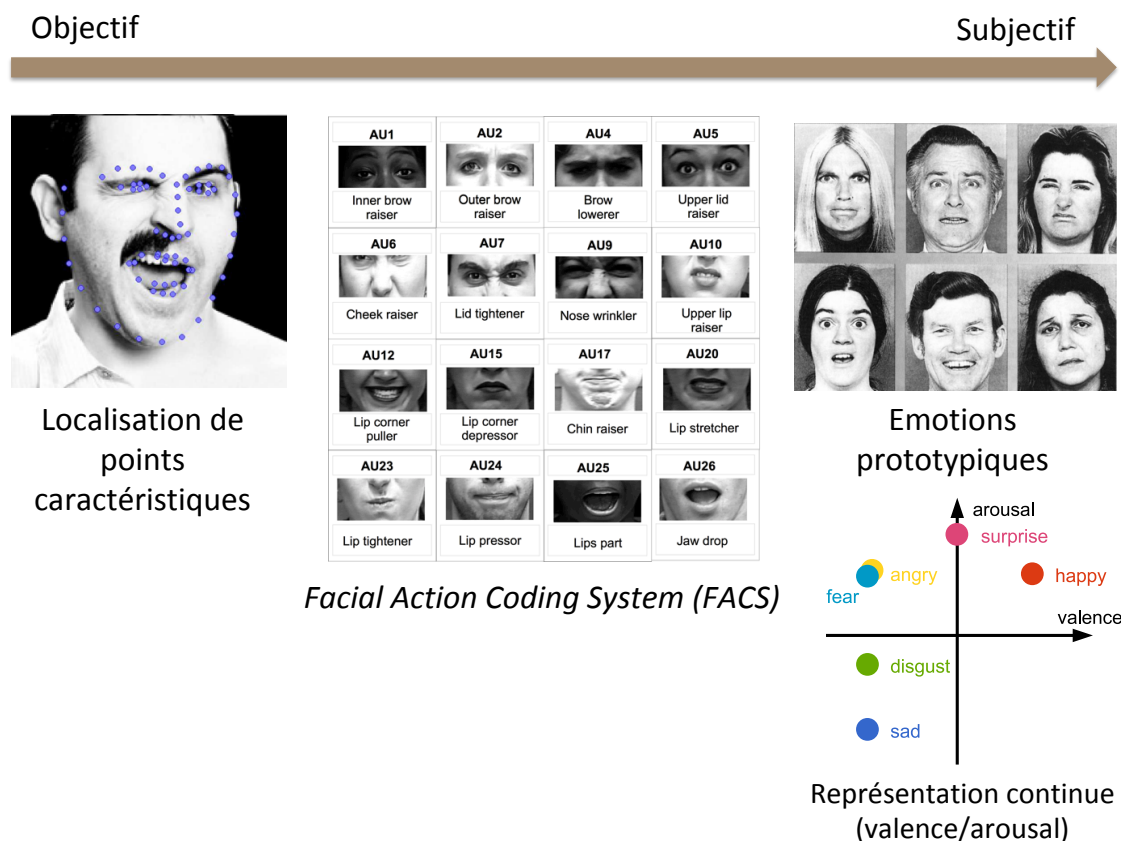 Objectif
Subjectif
AU1
AU2
AU4
AU5
Inner brow
raiser
Outer brow
raiser
Brow
lowerer
Upper lid
raiser
AU6
AU7
AU9
AU10
Cheek raiser
Lid tightener
Nose wrinkler
Upper lip
raiser
AU12
AU15
AU17
AU20
Lip corner
puller
Lip corner
depressor
Chin raiser
Lip stretcher
AU23
AU24
AU25
AU26
Lip tightener
Lip pressor
Lips part
Jaw drop
Localisation de
points
caractéristiques
Facial Action Coding System (FACS)
Emotions
prototypiques
arousal
surprise
angry
happy
fear
valence
disgust
sad
Représentation continue
(valence/arousal)